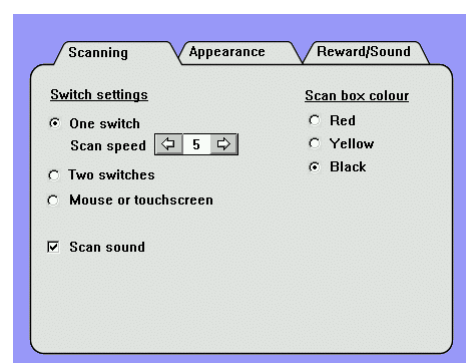 Scanning Appearance Reward/Sound
Switch settings
One switch
Scan speed 5
Two switches
Mouse or touchscreen
Scan sound
Scan box colour
Red
Yellow
Black